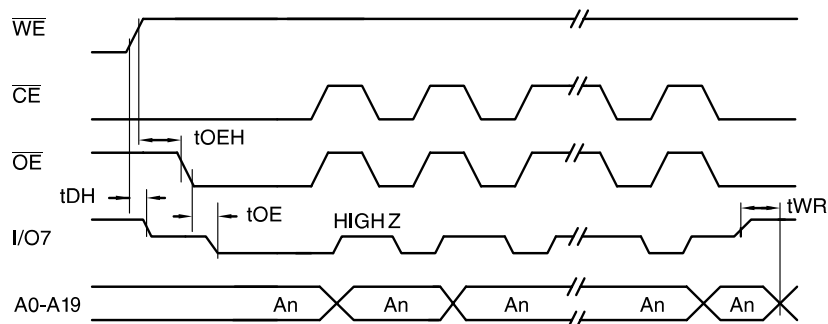 WE
CE
tOEH
OE
tDH
tOE
HIGH Z
tWR
I/O7
A0-A19 An An An An An